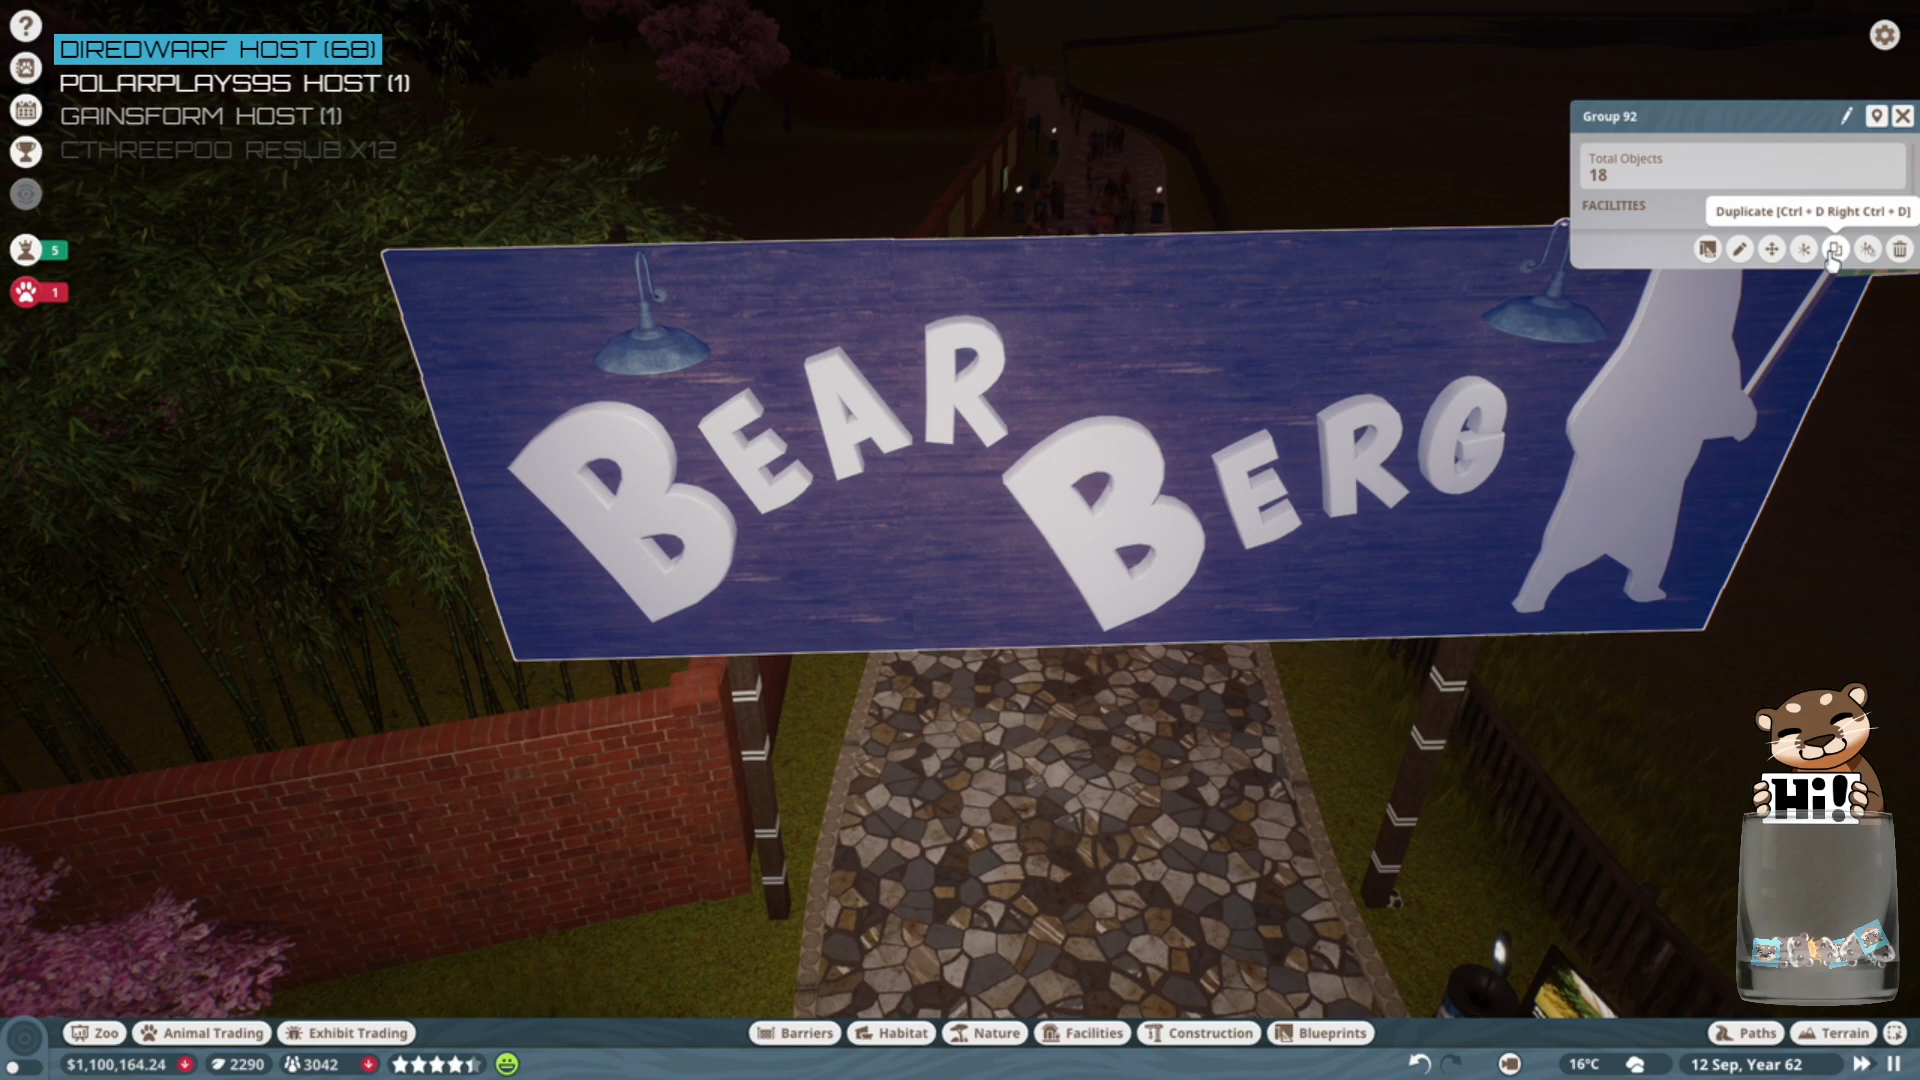 DIREDWARF HOST (68)
POLARPLAYS95 HOST (1)
GAINSFORM HOST (1)
CTHREEPOO RESUB X12
5
1
Group 92
Total Objects
18
FACILITIES
Duplicate [Ctrl + D Right Ctrl + D]
BEAR
BERG
Hi!
Zoo
Animal Trading
Exhibit Trading
Barriers
Habitat
Nature
Facilities
Construction
Blueprints
Paths
Terrain
$1,100,164.24
2290
3042
16°C
12 Sep, Year 62